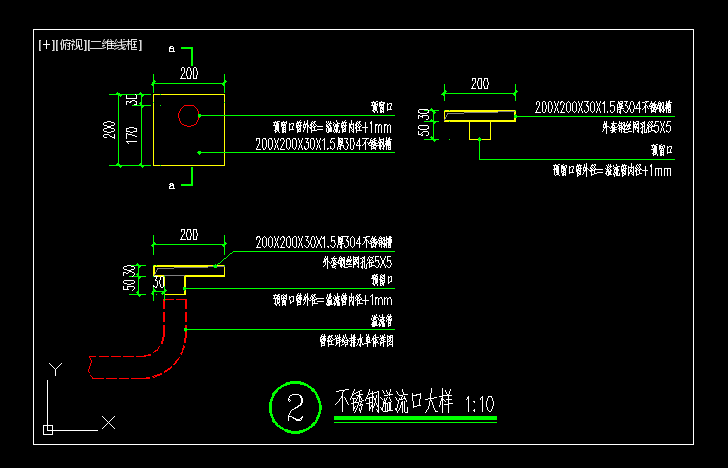 [+][俯视][二维线框]
a
200
200
30
170
预留口
预留口管外径=溢流管内径+1mm
200X200X30X1.5厚304不锈钢槽
a
200
30
50
200X200X30X1.5厚304不锈钢槽
外套钢丝网孔径5X5
预留口
预留口管外径=溢流管内径+1mm
200
30
50
30
200X200X30X1.5厚304不锈钢槽
外套钢丝网孔径5X5
预留口
预留口管外径=溢流管内径+1mm
溢流管
管径详给排水单体详图
Y
X
2
不锈钢溢流口大样 1:10